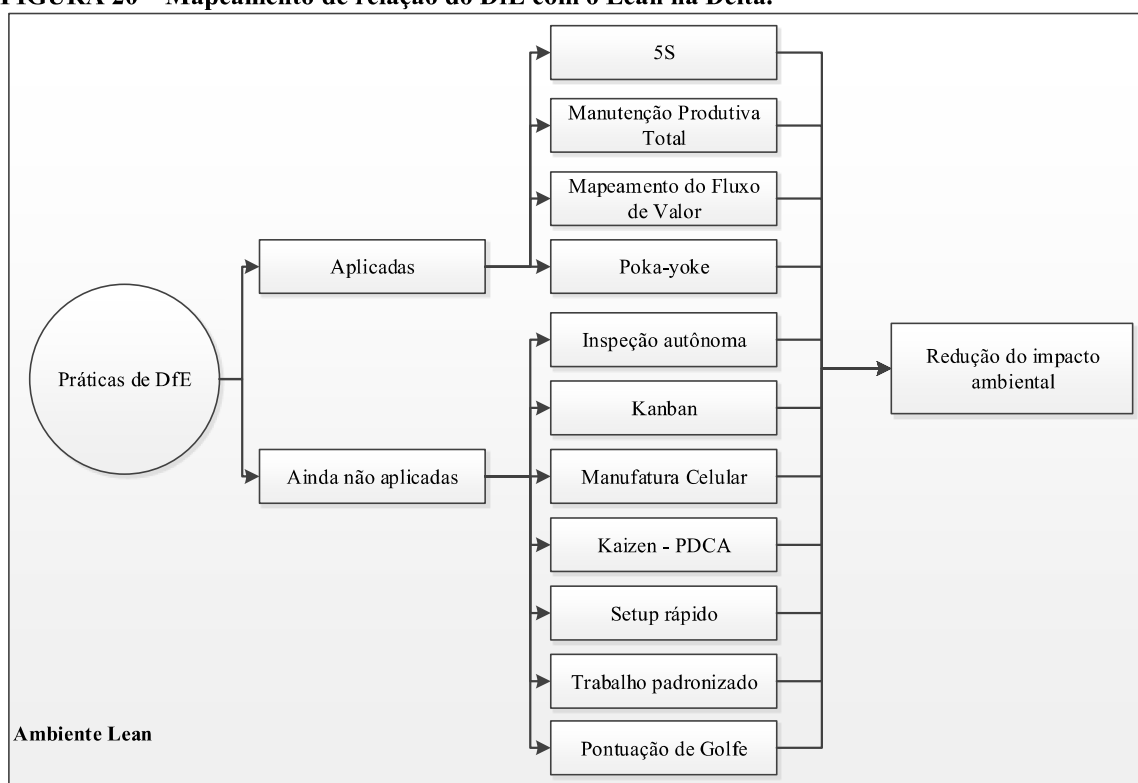 FIGURA 20 – Mapeamento de relação do DfE com o Lean na Delta.
5S
Manutenção Produtiva
Total
Mapeamento do Fluxo
de Valor
Aplicadas
Poka-yoke
Inspeção autônoma
Redução do impacto
ambiental
Práticas de DfE
Kanban
Ainda não aplicadas
Manufatura Celular
Kaizen - PDCA
Setup rápido
Trabalho padronizado
Ambiente Lean
Pontuação de Golfe